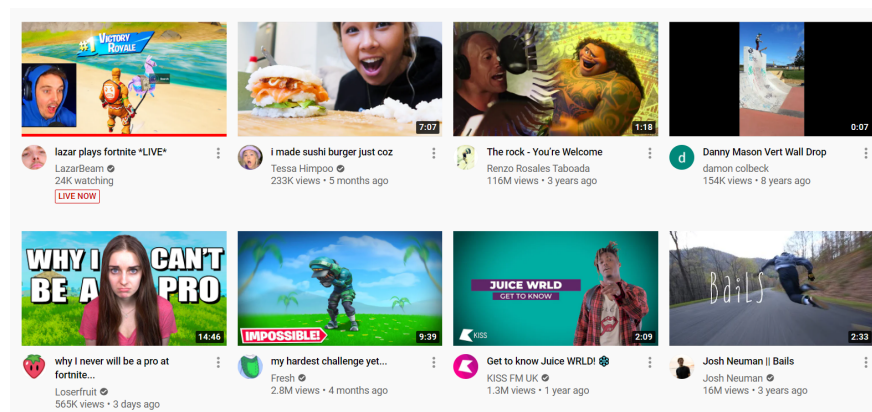 #1 VICTORY ROYALE
7:07
1:18
0:07
lazar plays fortnite *LIVE*
LazarBeam
24K watching
LIVE NOW
i made sushi burger just coz
Tessa Himpoo
233K views • 5 months ago
The rock - You're Welcome
Renzo Rosales Taboada
116M views • 3 years ago
d
Danny Mason Vert Wall Drop
damon colbeck
154K views • 8 years ago
WHY I CAN'T
BE A PRO
14:46
IMPOSSIBLE!
9:39
JUICE WRLD
GET TO KNOW
KISS
2:09
BAILS
2:33
why I never will be a pro at
fortnite...
Loserfruit
565K views • 3 days ago
my hardest challenge yet...
Fresh
2.8M views • 4 months ago
Get to know Juice WRLD!
KISS FM UK
1.3M views • 1 year ago
Josh Neuman || Bails
Josh Neuman
16M views • 3 years ago